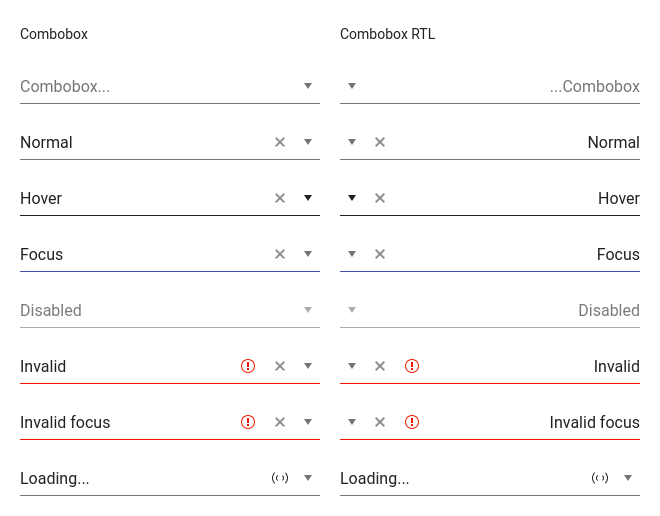 Combobox
Combobox...
Normal
Hover
Focus
Disabled
Invalid
Invalid focus
Loading...
Combobox RTL
...Combobox
Normal
Hover
Focus
Disabled
Invalid
Invalid focus
Loading...